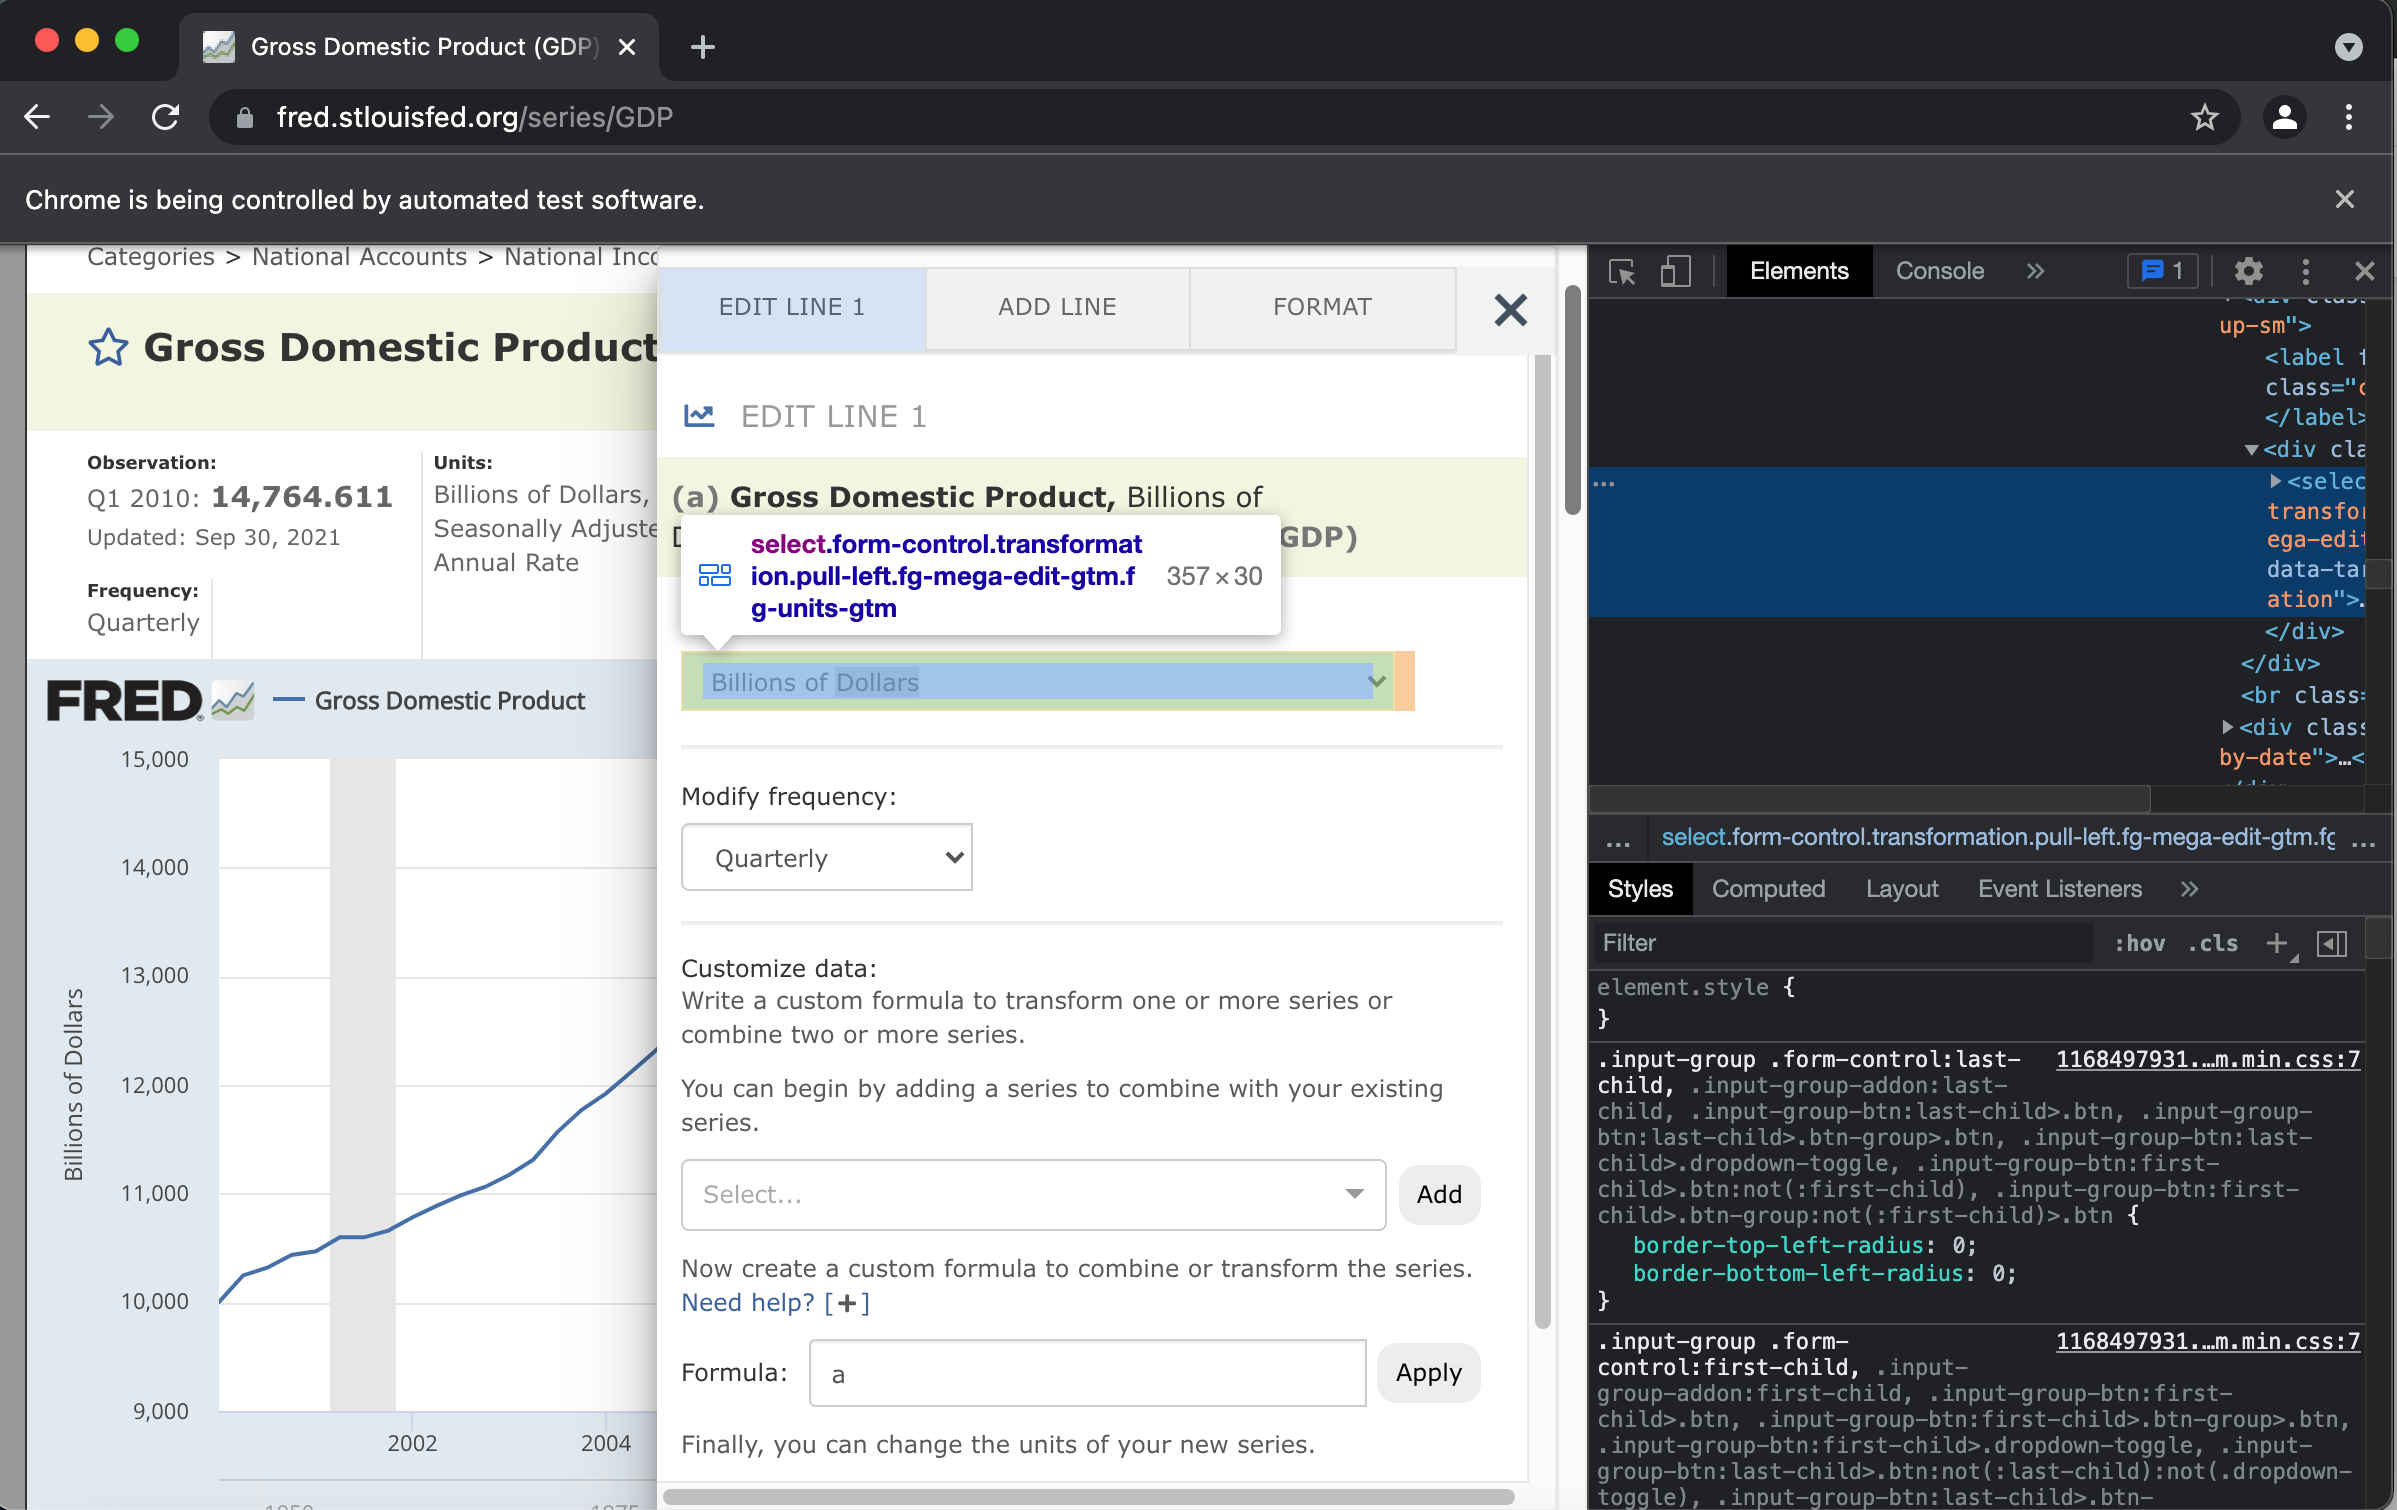 Gross Domestic Product (GDP)
fred.stlouisfed.org/series/GDP
Chrome is being controlled by automated test software.
Categories > National Accounts > National Inco
Gross Domestic Product
Observation:
Q1 2010: 14,764.611
Updated: Sep 30, 2021
Units:
Billions of Dollars,
Seasonally Adjuste
Annual Rate
Frequency:
Quarterly
FRED
Gross Domestic Product
Billions of Dollars
15,000
14,000
13,000
12,000
11,000
10,000
9,000
2002
2004
1950
1975
EDIT LINE 1
ADD LINE
FORMAT
EDIT LINE 1
(a) Gross Domestic Product, Billions of
GDP)
select.form-control.transformat
ion.pull-left.fg-mega-edit-gtm.f
g-units-gtm
357×30
Billions of Dollars
Modify frequency:
Quarterly
Customize data:
Write a custom formula to transform one or more series or
combine two or more series.
You can begin by adding a series to combine with your existing
series.
Select...
Add
Now create a custom formula to combine or transform the series.
Need help? [+]
Formula:
a
Apply
Finally, you can change the units of your new series.
Elements
Console
1
up-sm">
<label f
class="c
</label>
<div cla
<selec
transfor
ega-edit
data-tar
ation">…
</div>
</div>
<br class=
<div class
by-date">…<
... select.form-control.transformation.pull-left.fg-mega-edit-gtm.fg ...
Styles
Computed
Layout
Event Listeners
Filter
:hov
.cls
element.style {
}
.input-group .form-control:last- 1168497931.…m.min.css:7
child, .input-group-addon:last-
child, .input-group-btn:last-child>.btn, .input-group-
btn:last-child>.btn-group>.btn, .input-group-btn:last-
child>.dropdown-toggle, .input-group-btn:first-
child>.btn:not(:first-child), .input-group-btn:first-
child>.btn-group:not(:first-child)>.btn {
border-top-left-radius: 0;
border-bottom-left-radius: 0;
}
.input-group .form- 1168497931.…m.min.css:7
control:first-child, .input-
group-addon:first-child, .input-group-btn:first-
child>.btn, .input-group-btn:first-child>.btn-group>.btn,
.input-group-btn:first-child>.dropdown-toggle, .input-
group-btn:last-child>.btn:not(:last-child):not(.dropdown-
toggle), .input-group-btn:last-child>.btn-